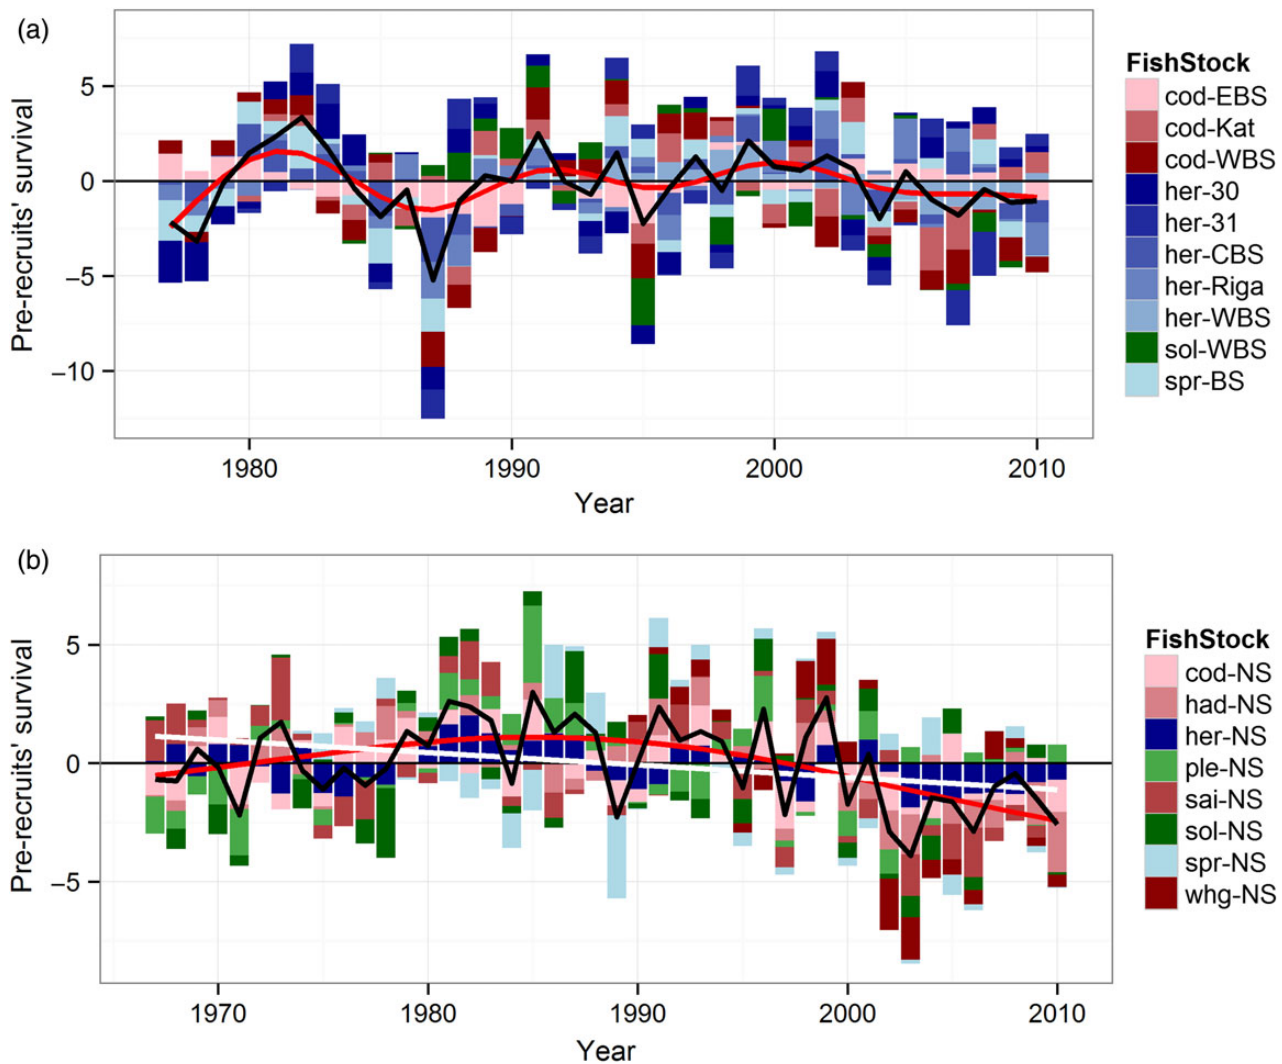 (a)
Pre-recruits' survival
5
0
−5
−10
1980
1990
2000
2010
Year
FishStock
cod-EBS
cod-Kat
cod-WBS
her-30
her-31
her-CBS
her-Riga
her-WBS
sol-WBS
spr-BS
(b)
Pre-recruits' survival
5
0
−5
1970
1980
1990
2000
2010
Year
FishStock
cod-NS
had-NS
her-NS
ple-NS
sai-NS
sol-NS
spr-NS
whg-NS